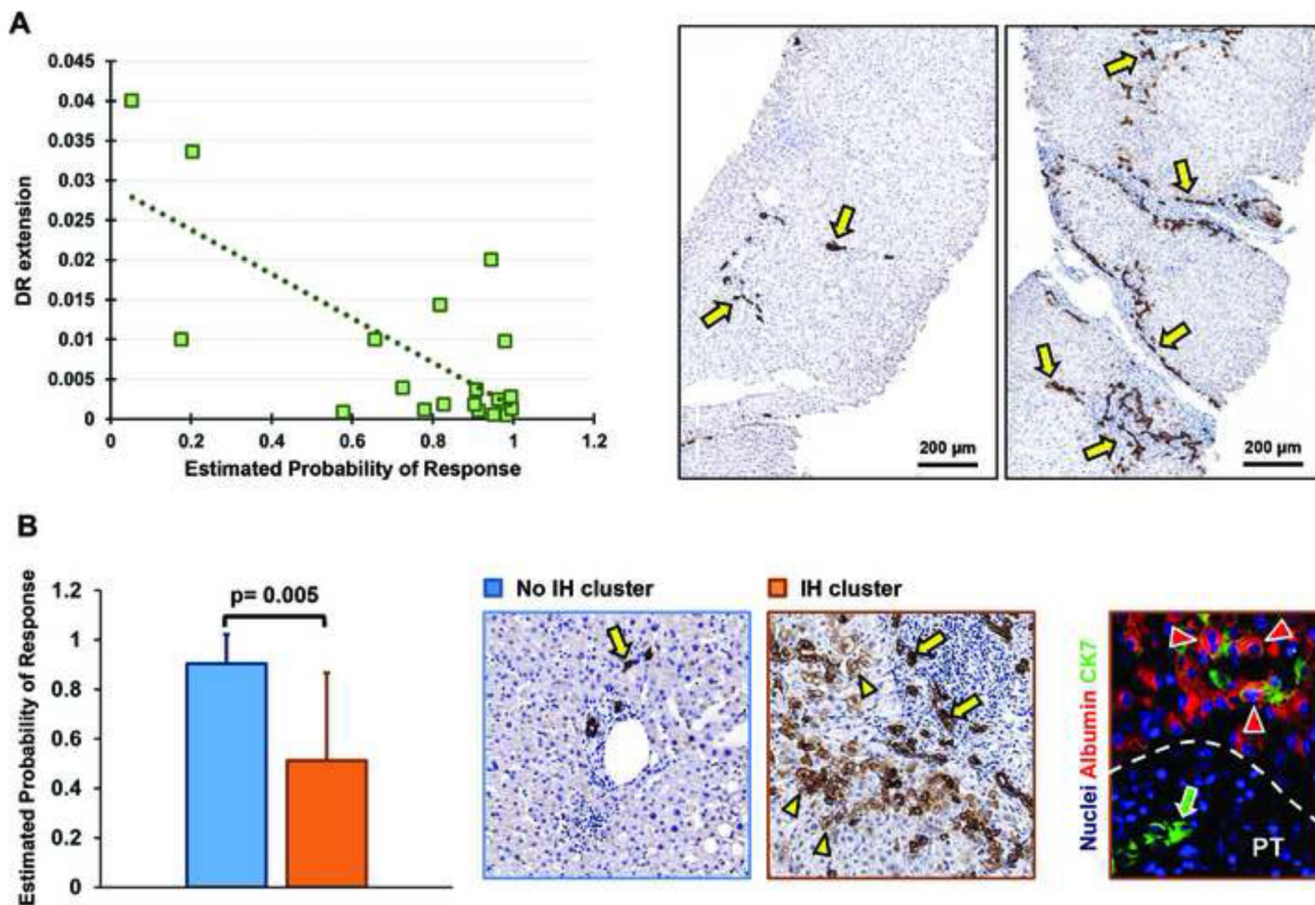 A
0.045
0.04
0.035
0.03
0.025
0.02
0.015
0.01
0.005
0
DR extension
0 0.2 0.4 0.6 0.8 1 1.2
Estimated Probability of Response
200 µm
200 µm
B
1.2
1
0.8
0.6
0.4
0.2
0
Estimated Probability of Response
p= 0.005
No IH cluster
IH cluster
Nuclei Albumin CK7
PT